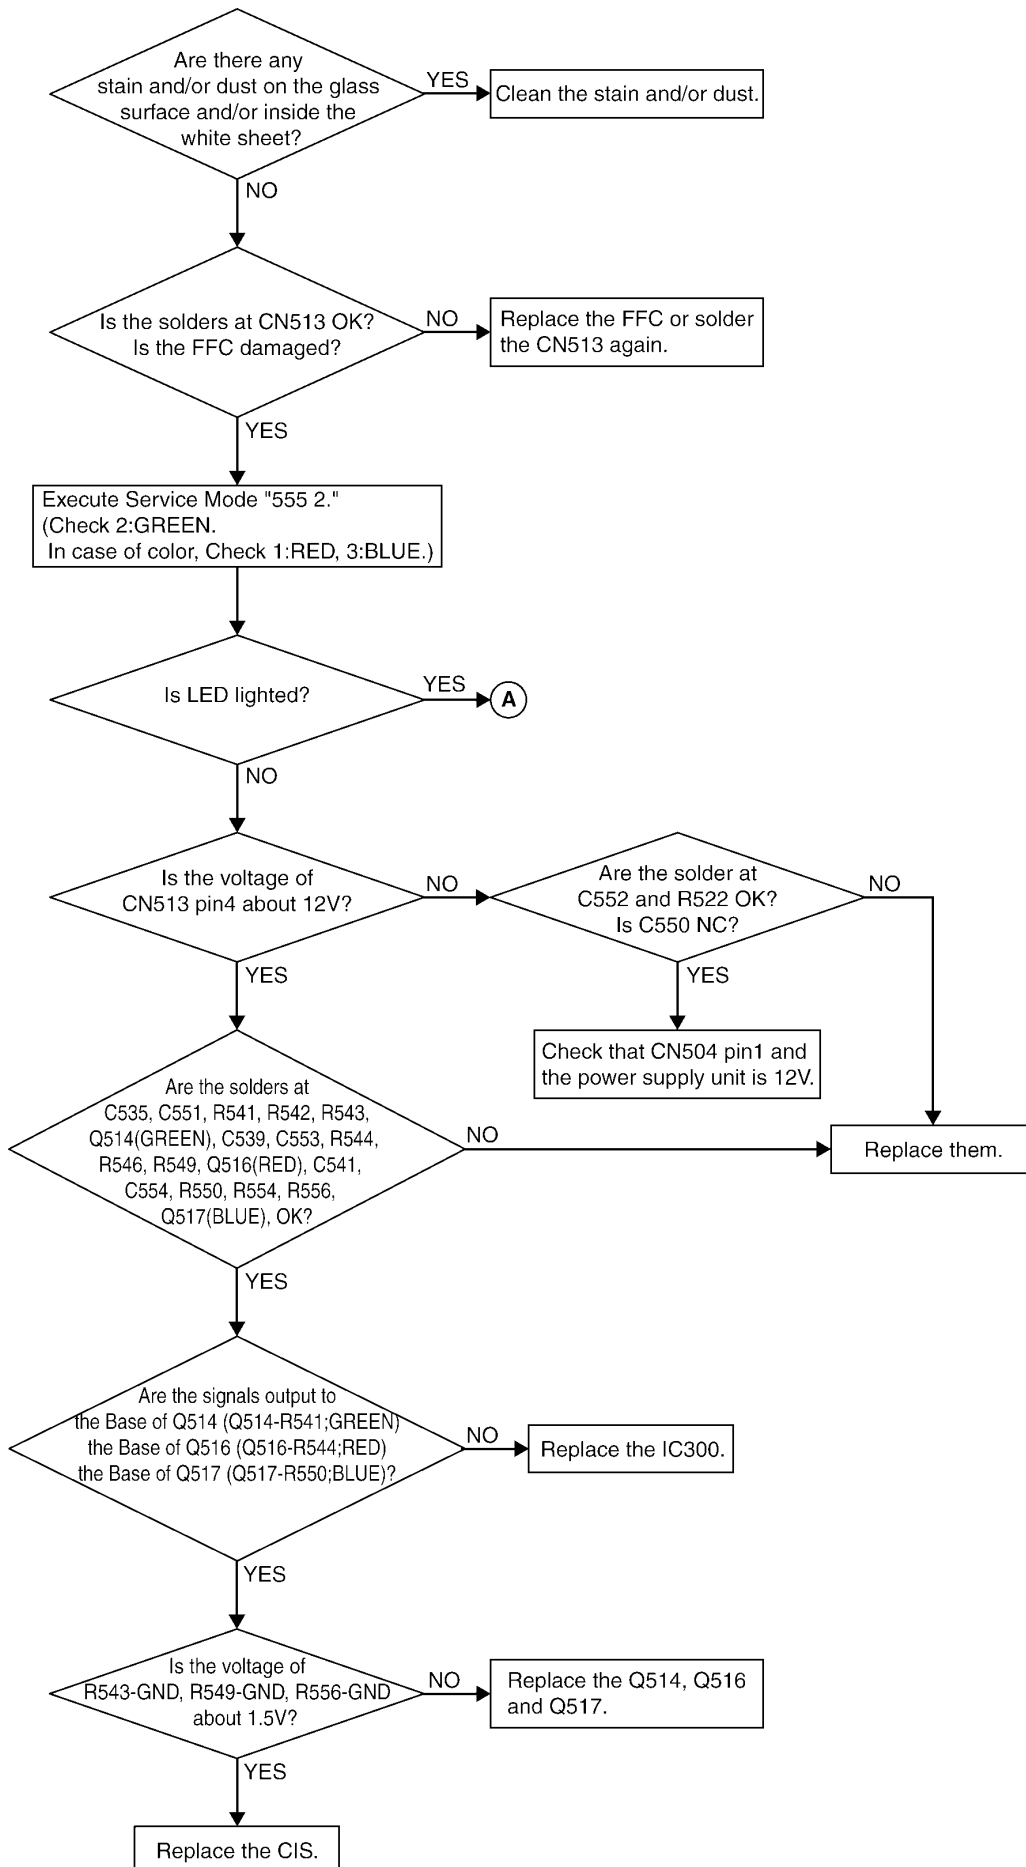 Are there any
stain and/or dust on the glass
surface and/or inside the
white sheet?
YES
Clean the stain and/or dust.
NO
Is the solders at CN513 OK?
Is the FFC damaged?
NO
Replace the FFC or solder
the CN513 again.
YES
Execute Service Mode "555 2."
(Check 2:GREEN.
In case of color, Check 1:RED, 3:BLUE.)
Is LED lighted?
YES
A
NO
Is the voltage of
CN513 pin4 about 12V?
NO
Are the solder at
C552 and R522 OK?
Is C550 NC?
NO
YES
YES
Check that CN504 pin1 and
the power supply unit is 12V.
Are the solders at
C535, C551, R541, R542, R543,
Q514(GREEN), C539, C553, R544,
R546, R549, Q516(RED), C541,
C554, R550, R554, R556,
Q517(BLUE), OK?
NO
Replace them.
YES
Are the signals output to
the Base of Q514 (Q514-R541;GREEN)
the Base of Q516 (Q516-R544;RED)
the Base of Q517 (Q517-R550;BLUE)?
NO
Replace the IC300.
YES
Is the voltage of
R543-GND, R549-GND, R556-GND
about 1.5V?
NO
Replace the Q514, Q516
and Q517.
YES
Replace the CIS.